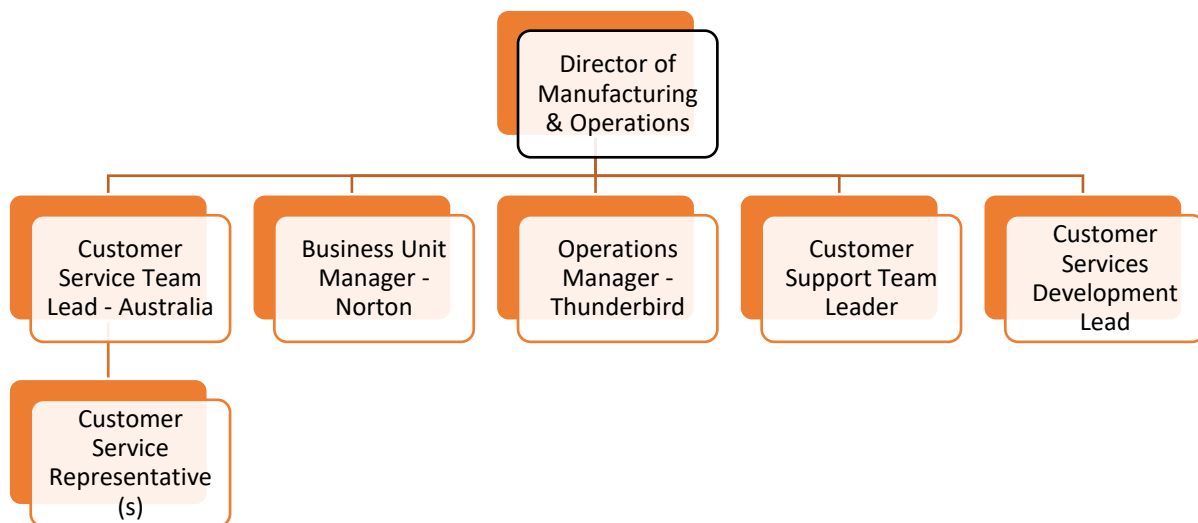 Director of
Manufacturing
& Operations
Customer
Service Team
Lead - Australia
Business Unit
Manager -
Norton
Operations
Manager -
Thunderbird
Customer
Support Team
Leader
Customer
Services
Development
Lead
Customer
Service
Representative
(s)